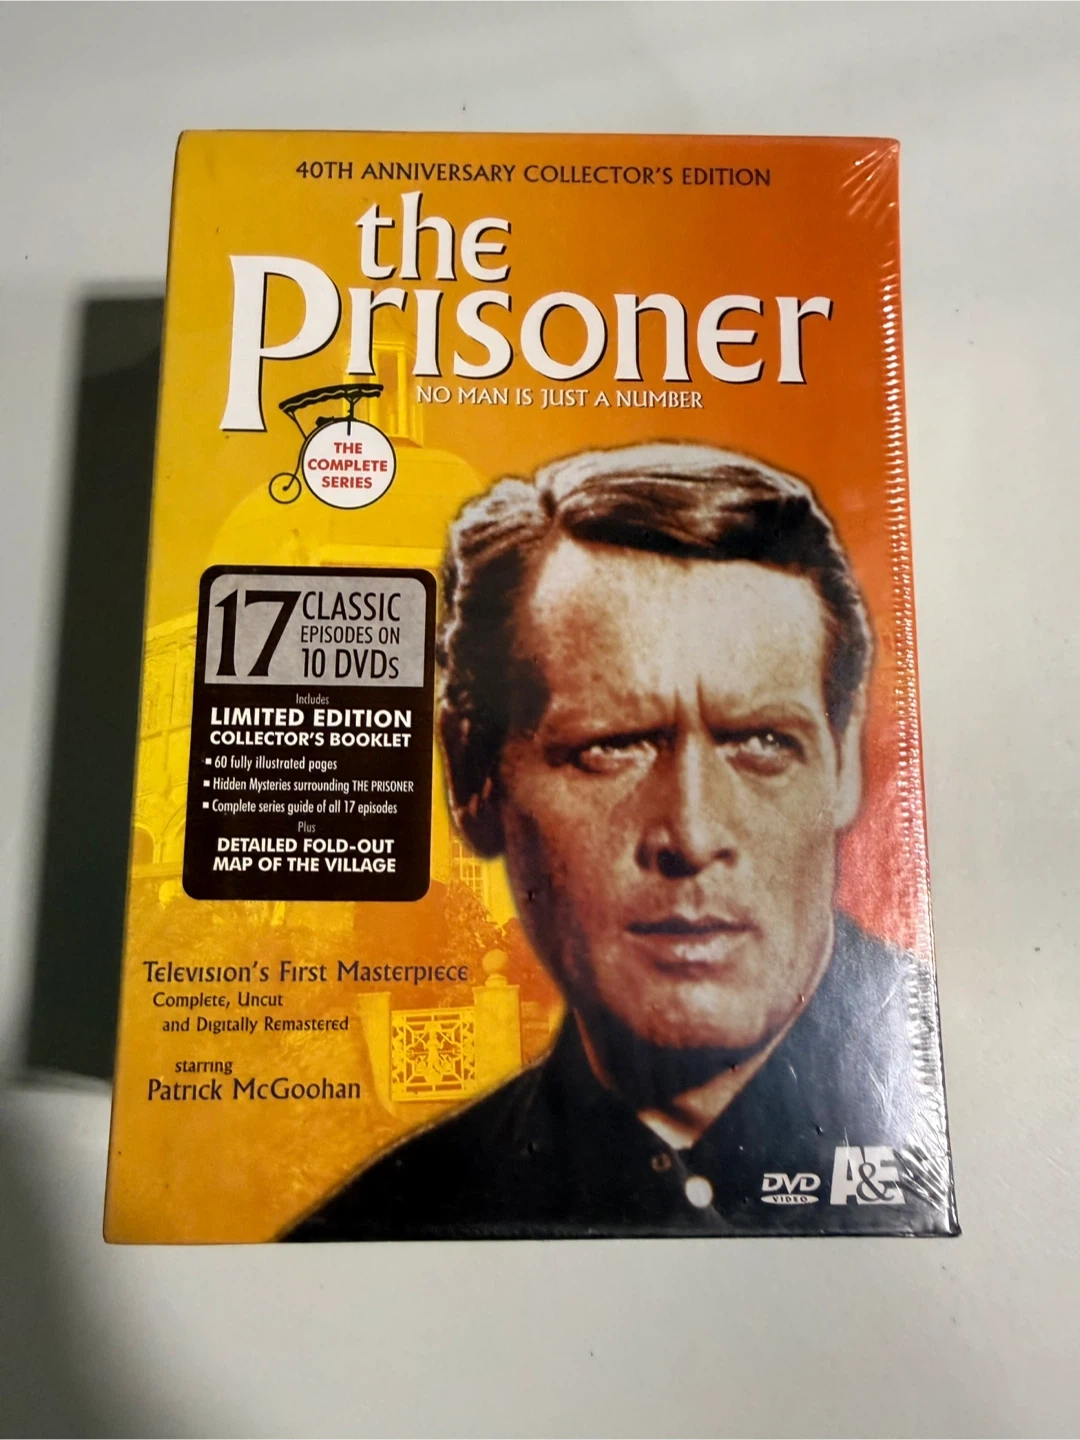 40TH ANNIVERSARY COLLECTOR'S EDITION
the
Prisoner
NO MAN IS JUST A NUMBER
THE
COMPLETE
SERIES
17 CLASSIC
EPISODES ON
10 DVDs
Includes
LIMITED EDITION
COLLECTOR'S BOOKLET
▪ 60 fully illustrated pages
▪ Hidden Mysteries surrounding THE PRISONER
▪ Complete series guide of all 17 episodes
Plus
DETAILED FOLD-OUT
MAP OF THE VILLAGE
Television's First Masterpiece
Complete, Uncut
and Digitally Remastered
starring
Patrick McGoohan
DVD
VIDEO
A&E